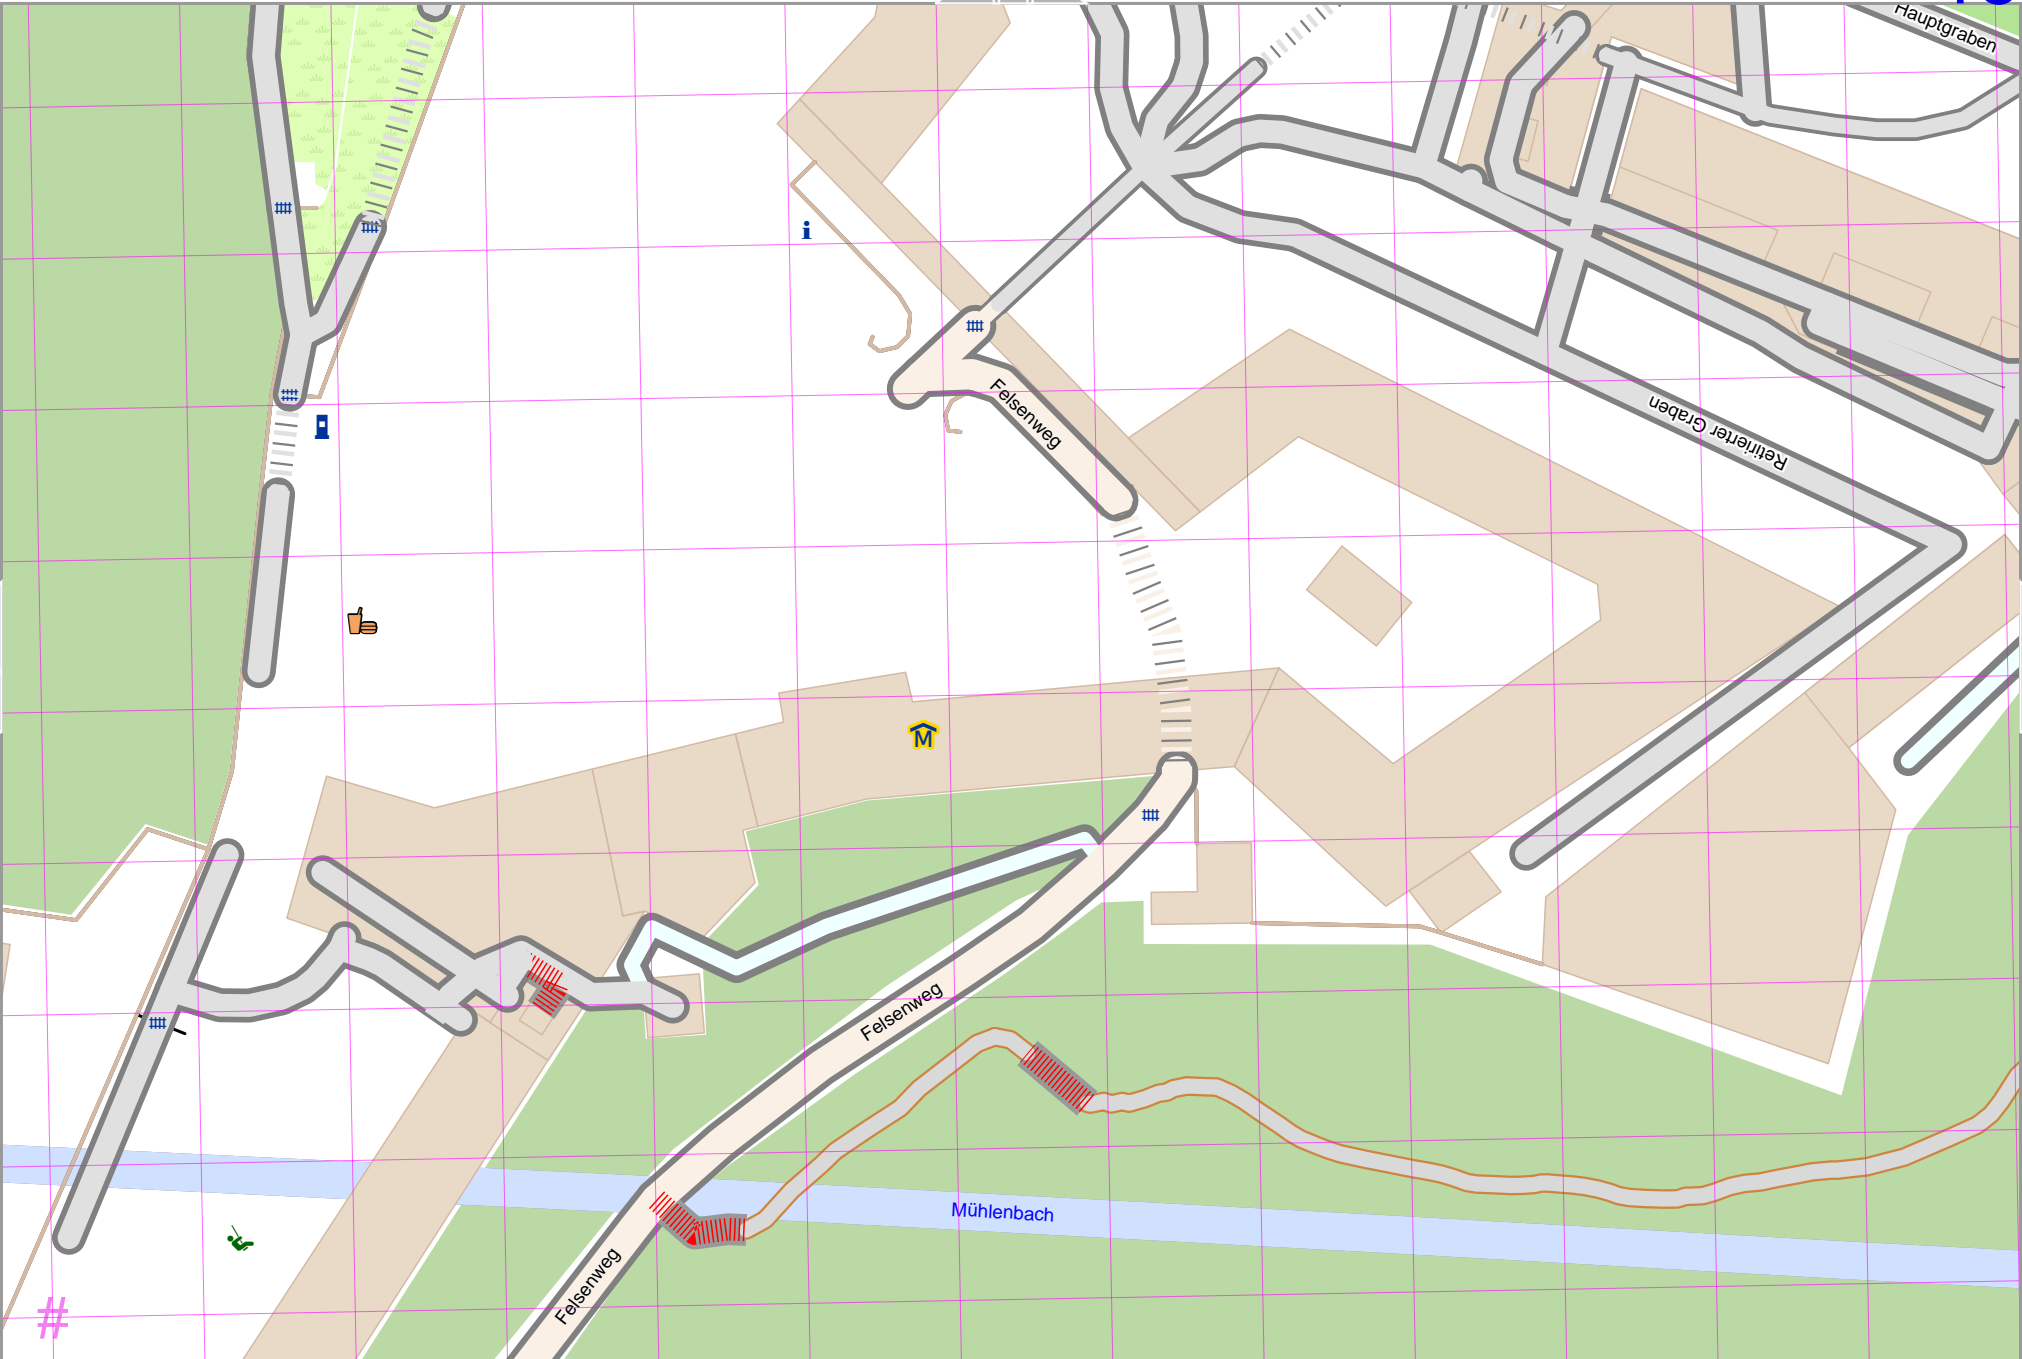 Hauptgraben
i
Felsenweg
Retirierter Graben
M
Felsenweg
Mühlenbach
Felsenweg
#